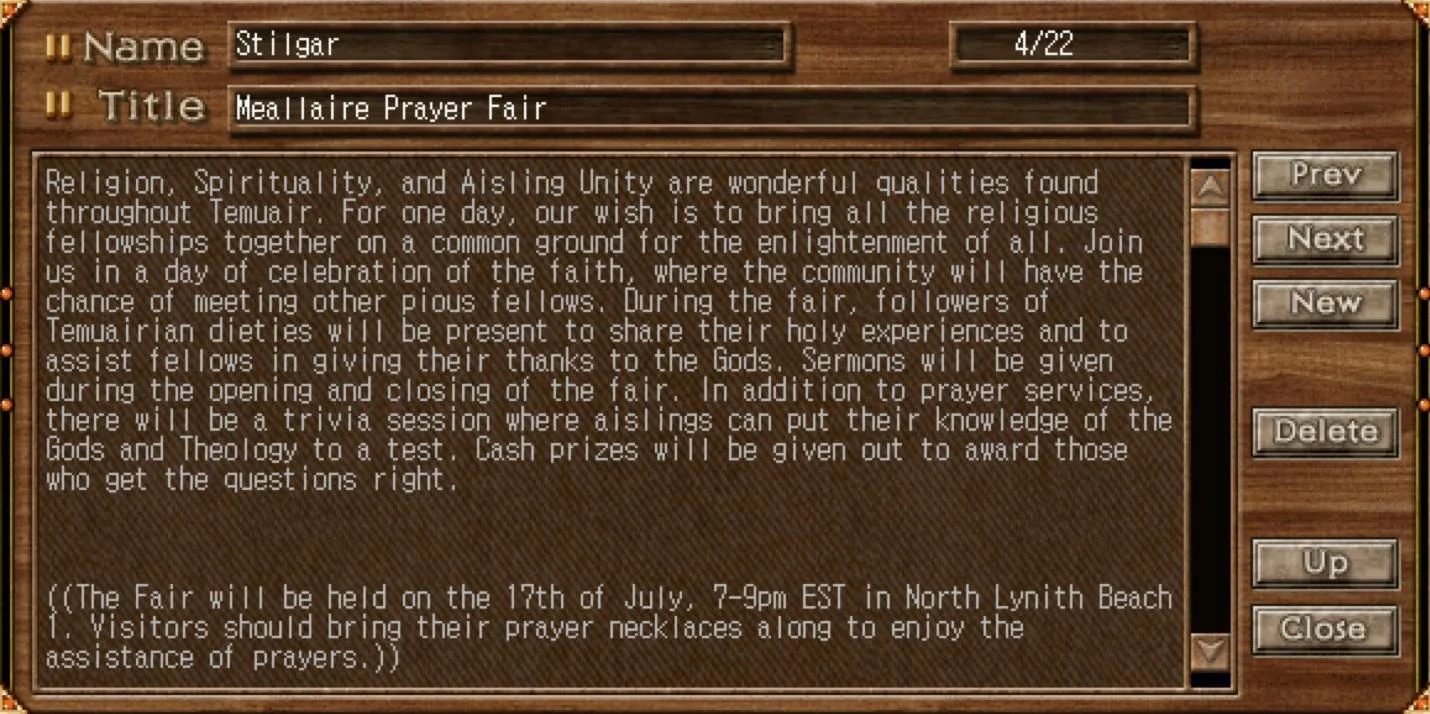 Name Stilgar 4/22
Title Meallaire Prayer Fair
Religion, Spirituality, and Aisling Unity are wonderful qualities found
throughout Temuair. For one day, our wish is to bring all the religious
fellowships together on a common ground for the enlightenment of all. Join
us in a day of celebration of the faith, where the community will have the
chance of meeting other pious fellows. During the fair, followers of
Temuairian dieties will be present to share their holy experiences and to
assist fellows in giving their thanks to the Gods. Sermons will be given
during the opening and closing of the fair. In addition to prayer services,
there will be a trivia session where aislings can put their knowledge of the
Gods and Theology to a test. Cash prizes will be given out to award those
who get the questions right.
((The Fair will be held on the 17th of July, 7-9pm EST in North Lynith Beach
1. Visitors should bring their prayer necklaces along to enjoy the
assistance of prayers.))
Prev
Next
New
Delete
Up
Close